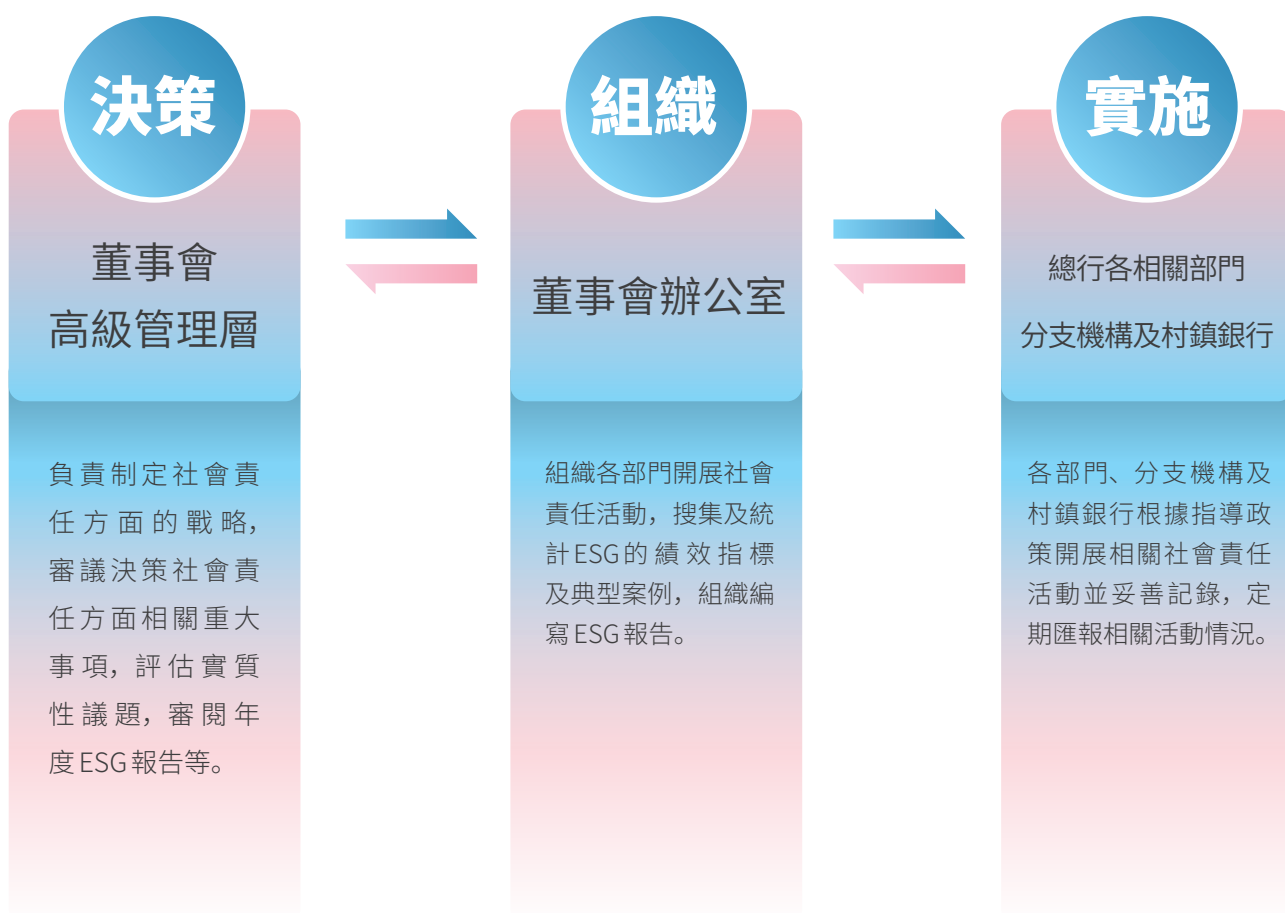 決策
董事會
高級管理層
負責制定社會責
任方面的戰略，
審議決策社會責
任方面相關重大
事項，評估實質
性議題，審閱年
度ESG報告等。
組織
董事會辦公室
組織各部門開展社會
責任活動，搜集及統
計ESG的績效指標
及典型案例，組織編
寫ESG報告。
實施
總行各相關部門
分支機構及村鎮銀行
各部門、分支機構及
村鎮銀行根據指導政
策開展相關社會責任
活動並妥善記錄，定
期匯報相關活動情況。